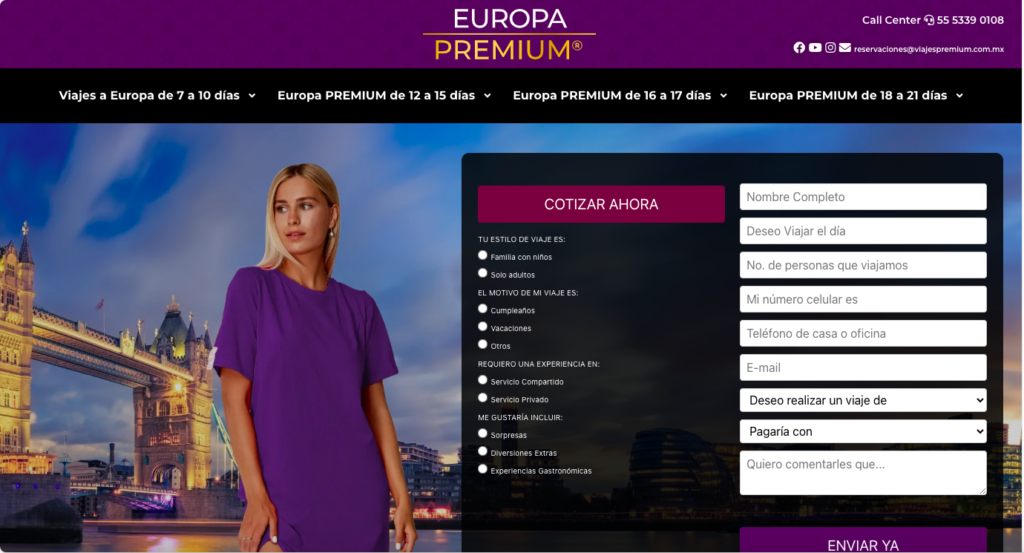 EUROPA
PREMIUM®
Call Center 55 5339 0108
reservaciones@viajespremium.com.mx
Viajes a Europa de 7 a 10 días
Europa PREMIUM de 12 a 15 días
Europa PREMIUM de 16 a 17 días
Europa PREMIUM de 18 a 21 días
COTIZAR AHORA
TU ESTILO DE VIAJE ES:
Familia con niños
Solo adultos
EL MOTIVO DE MI VIAJE ES:
Cumpleaños
Vacaciones
Otros
REQUIERO UNA EXPERIENCIA EN:
Servicio Compartido
Servicio Privado
ME GUSTARÍA INCLUIR:
Sorpresas
Diversiones Extras
Experiencias Gastronómicas
Nombre Completo
Deseo Viajar el día
No. de personas que viajamos
Mi número celular es
Teléfono de casa o oficina
E-mail
Deseo realizar un viaje de
Pagaría con
Quiero comentarles que...
ENVIAR YA